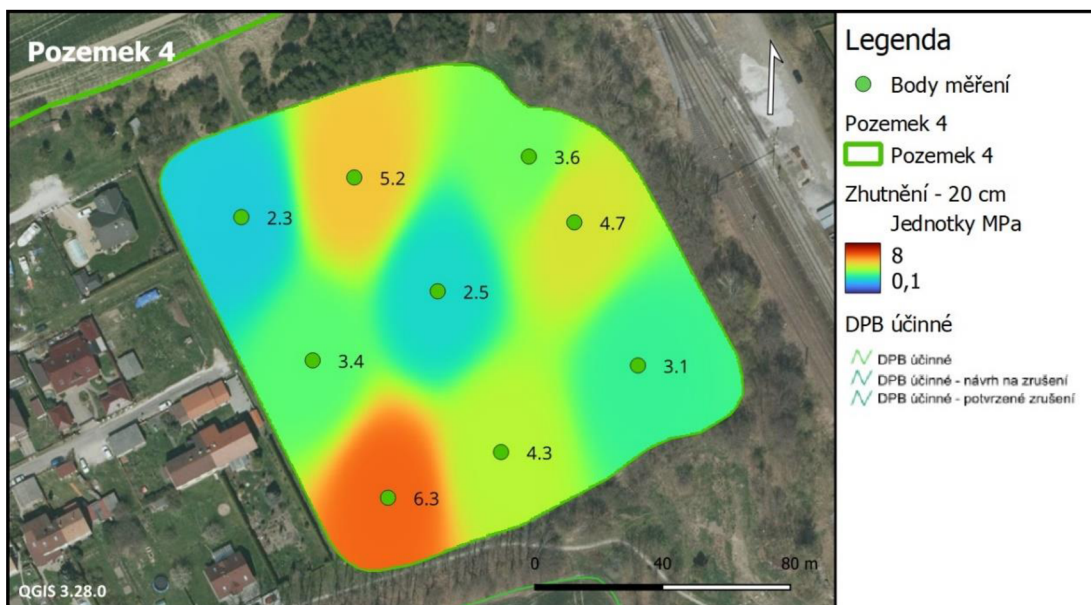 Pozemek 4
5.2
3.6
2.3
4.7
2.5
3.4
3.1
4.3
6.3
0 40 80 m
QGIS 3.28.0
Legenda
Body měření
Pozemek 4
Pozemek 4
Zhutnění - 20 cm
Jednotky MPa
8
0,1
DPB účinné
DPB účinné
DPB účinné - návrh na zrušení
DPB účinné - potvrzené zrušení